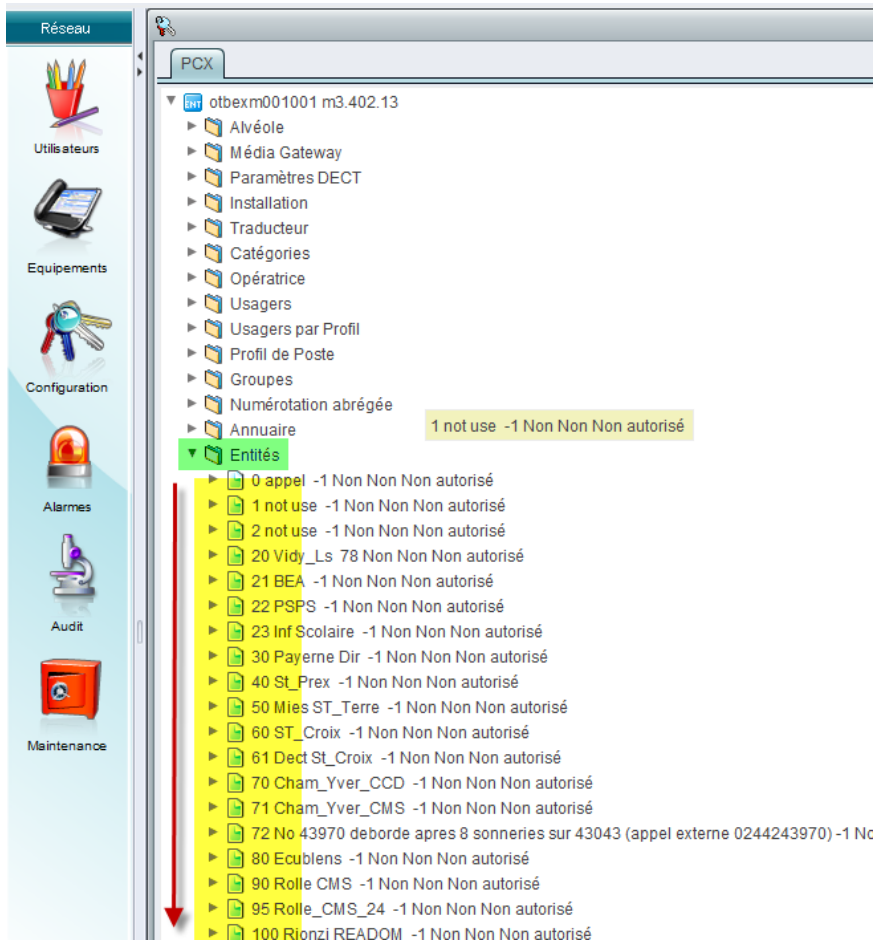 Réseau
Utilisateurs
Equipements
Configuration
Alarmes
Audit
Maintenance
PCX
ENT otbexm001001 m3.402.13
Alvéole
Média Gateway
Paramètres DECT
Installation
Traducteur
Catégories
Opératrice
Usagers
Usagers par Profil
Profil de Poste
Groupes
Numérotation abrégée
Annuaire
1 not use -1 Non Non Non autorisé
Entités
0 appel -1 Non Non Non autorisé
1 not use -1 Non Non Non autorisé
2 not use -1 Non Non Non autorisé
20 Vidy_Ls 78 Non Non Non autorisé
21 BEA -1 Non Non Non autorisé
22 PSPS -1 Non Non Non autorisé
23 Inf Scolaire -1 Non Non Non autorisé
30 Payerne Dir -1 Non Non Non autorisé
40 St_Prex -1 Non Non Non autorisé
50 Mies ST_Terre -1 Non Non Non autorisé
60 ST_Croix -1 Non Non Non autorisé
61 Dect St_Croix -1 Non Non Non autorisé
70 Cham_Yver_CCD -1 Non Non Non autorisé
71 Cham_Yver_CMS -1 Non Non Non autorisé
72 No 43970 deborde apres 8 sonneries sur 43043 (appel externe 0244243970) -1 No
80 Ecublens -1 Non Non Non autorisé
90 Rolle CMS -1 Non Non Non autorisé
95 Rolle_CMS_24 -1 Non Non Non autorisé
100 Rionzi READOM -1 Non Non Non autorisé